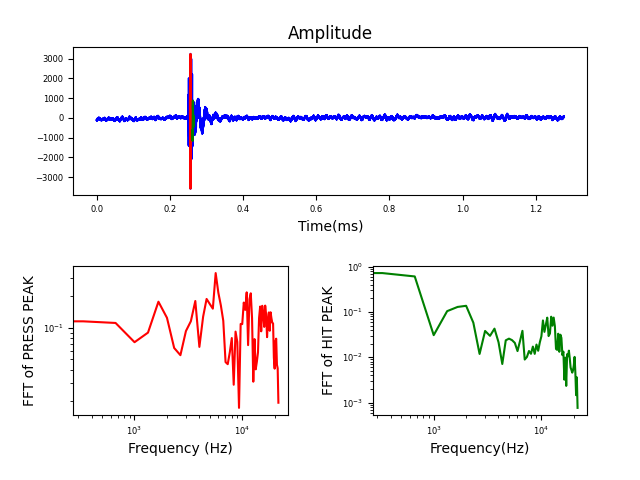 Amplitude
3000
2000
1000
0
−1000
−2000
−3000
0.0 0.2 0.4 0.6 0.8 1.0 1.2
Time(ms)
FFT of PRESS PEAK
10⁻¹
10³ 10⁴
Frequency (Hz)
FFT of HIT PEAK
10⁰
10⁻¹
10⁻²
10⁻³
10³ 10⁴
Frequency(Hz)